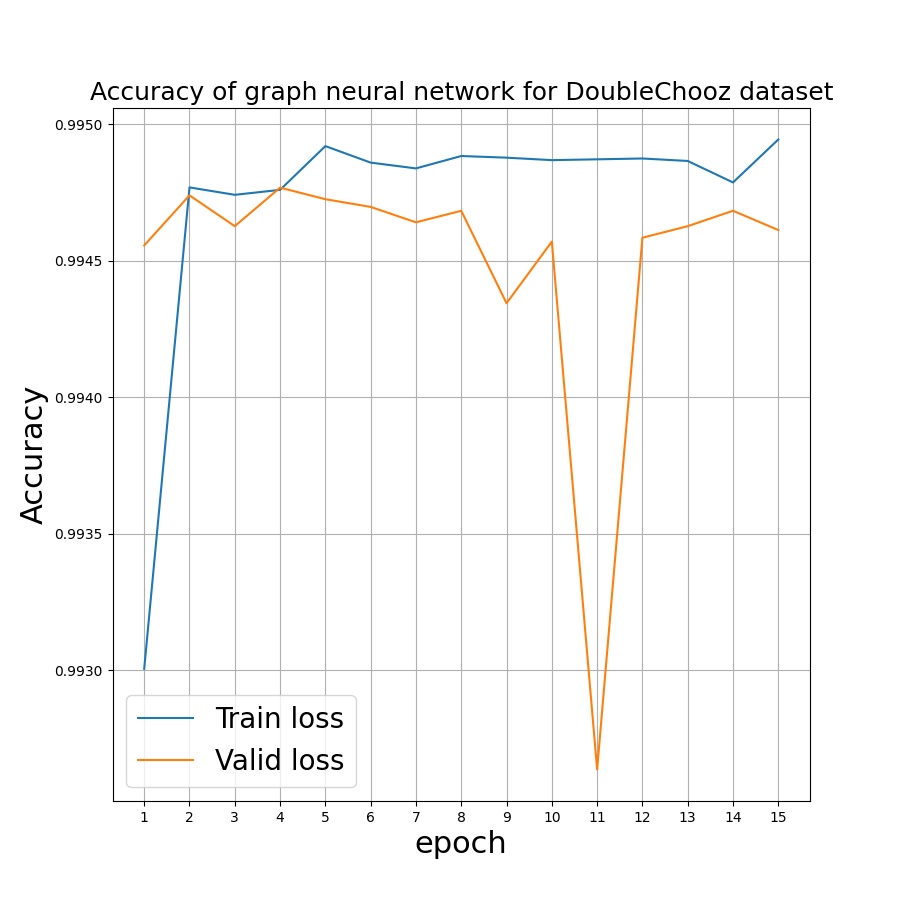 Accuracy of graph neural network for DoubleChooz dataset
Accuracy
0.9950
0.9945
0.9940
0.9935
0.9930
Train loss
Valid loss
1 2 3 4 5 6 7 8 9 10 11 12 13 14 15
epoch